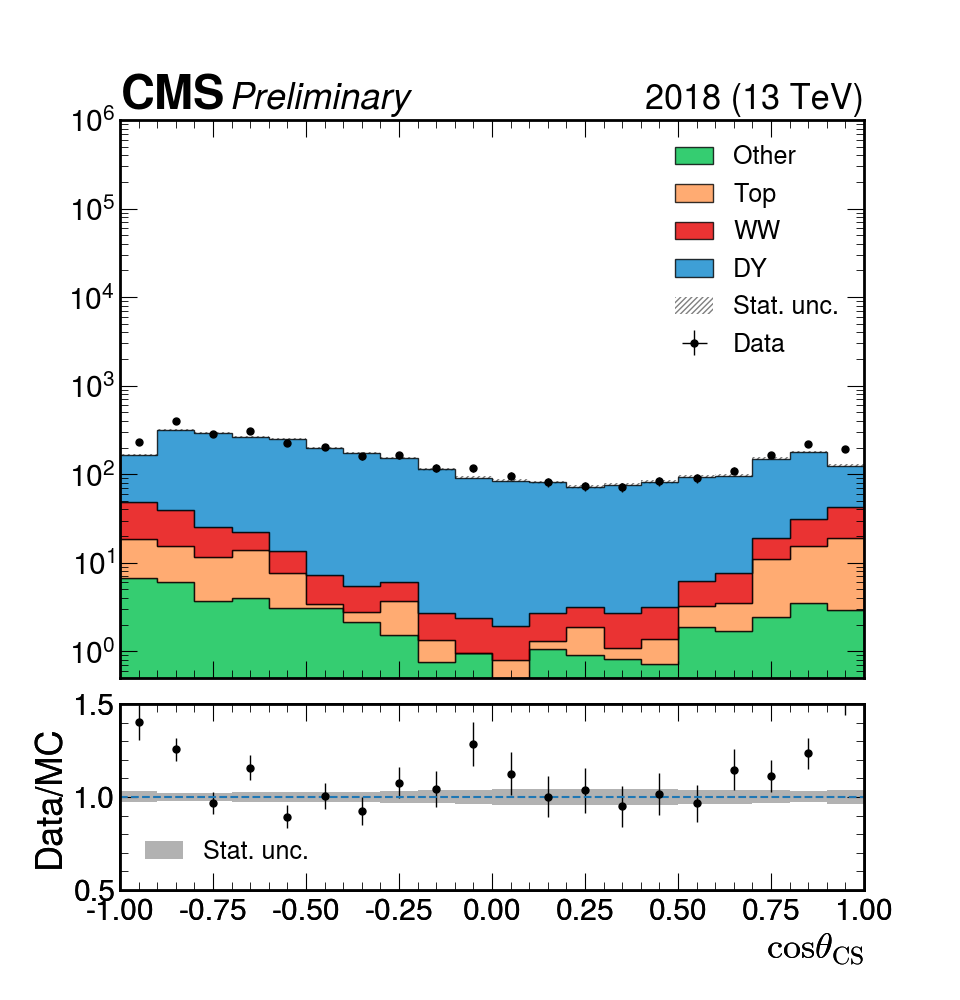 CMS Preliminary 2018 (13 TeV)
10^6
10^5
10^4
10^3
10^2
10^1
10^0
Other
Top
WW
DY
Stat. unc.
Data
Data/MC
1.5
1.0
0.5
Stat. unc.
-1.00 -0.75 -0.50 -0.25 0.00 0.25 0.50 0.75 1.00
cosθ_CS